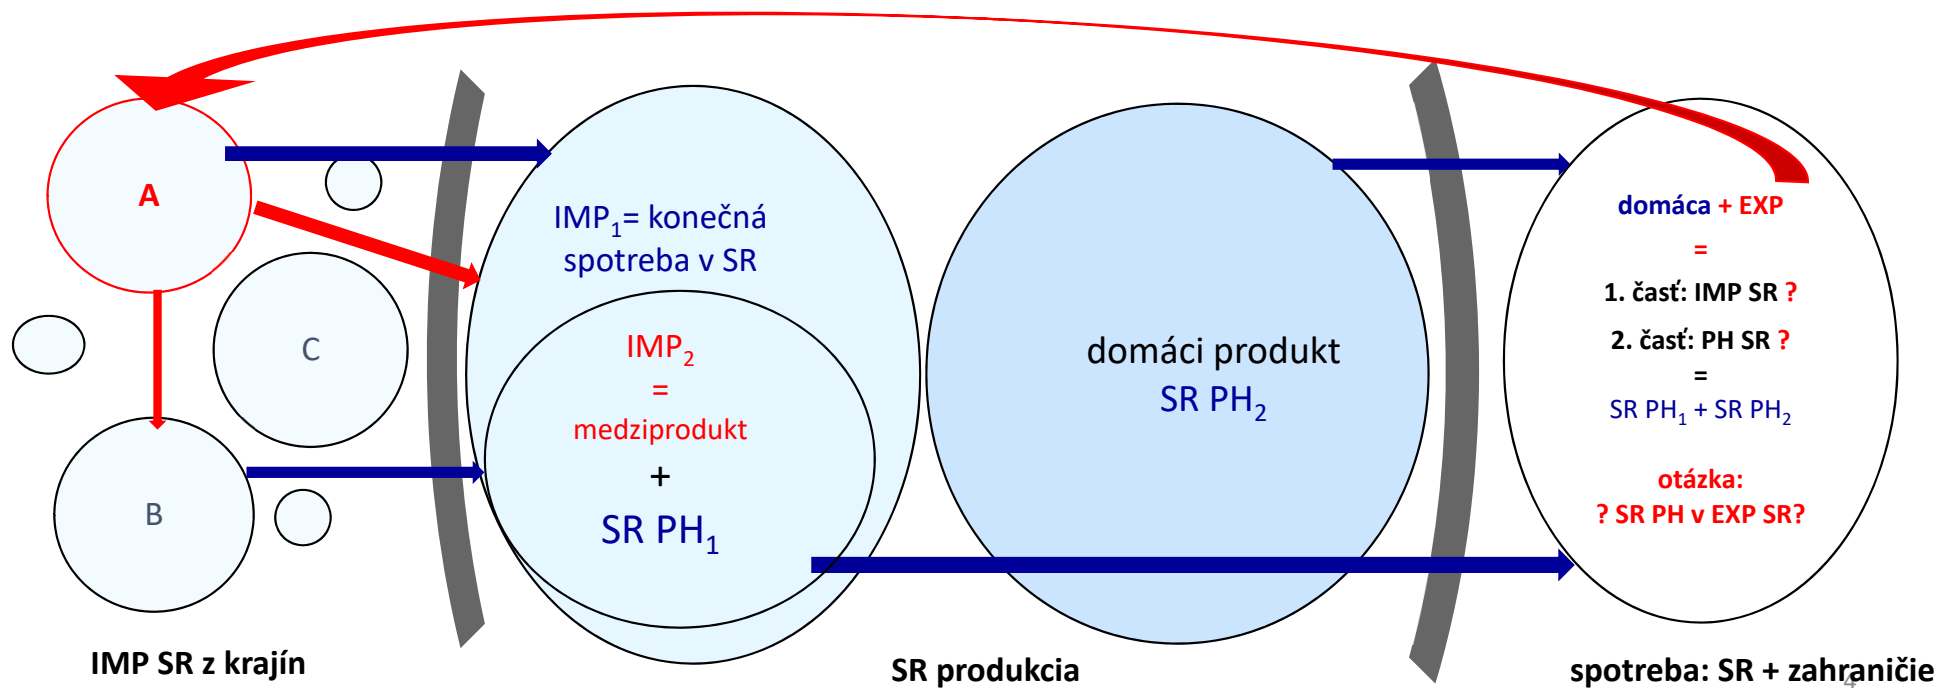 A
C
B
IMP SR z krajín
IMP₁= konečná
spotreba v SR
IMP₂
=
medziprodukt
+
SR PH₁
domáci produkt
SR PH₂
SR produkcia
domáca + EXP
=
1. časť: IMP SR ?
2. časť: PH SR ?
=
SR PH₁ + SR PH₂
otázka:
? SR PH v EXP SR?
spotreba: SR + zahraničie
4